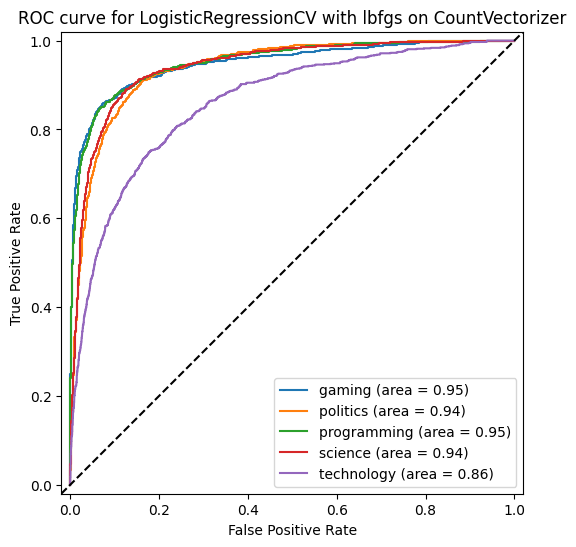 ROC curve for LogisticRegressionCV with lbfgs on CountVectorizer
True Positive Rate
1.0
0.8
0.6
0.4
0.2
0.0
gaming (area = 0.95)
politics (area = 0.94)
programming (area = 0.95)
science (area = 0.94)
technology (area = 0.86)
0.0 0.2 0.4 0.6 0.8 1.0
False Positive Rate